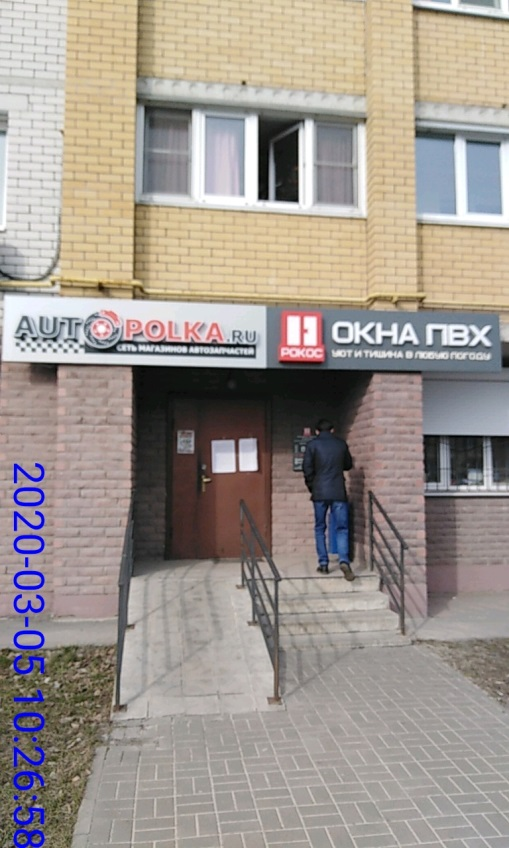 AUTOPOLKA.RU
СЕТЬ МАГАЗИНОВ АВТОЗАПЧАСТЕЙ
РОКОС
ОКНА ПВХ
УЮТ И ТИШИНА В ЛЮБУЮ ПОГОДУ
2020-03-05 10:26:58